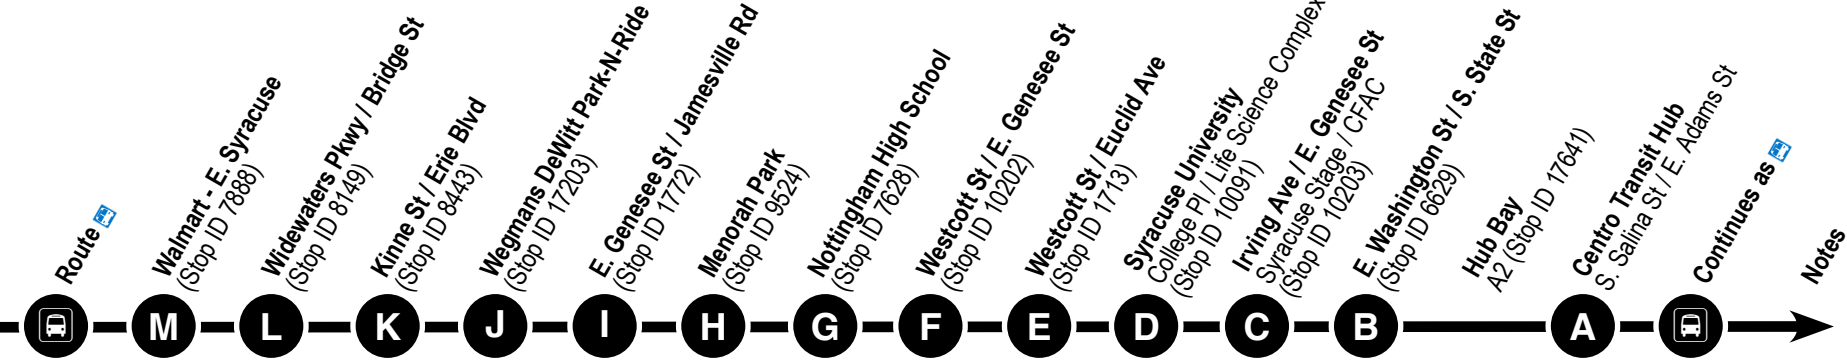 Route
Walmart - E. Syracuse
(Stop ID 7888)
Widewaters Pkwy / Bridge St
(Stop ID 8149)
Kinne St / Erie Blvd
(Stop ID 8443)
Wegmans DeWitt Park-N-Ride
(Stop ID 17203)
E. Genesee St / Jamesville Rd
(Stop ID 1772)
Menorah Park
(Stop ID 9524)
Nottingham High School
(Stop ID 7628)
Westcott St / E. Genesee St
(Stop ID 10202)
Westcott St / Euclid Ave
(Stop ID 1713)
Syracuse University
College Pl / Life Science Complex
(Stop ID 10091)
Irving Ave / E. Genesee St
Syracuse Stage / CFAC
(Stop ID 10203)
E. Washington St / S. State St
(Stop ID 6629)
Hub Bay
A2 (Stop ID 17641)
Centro Transit Hub
S. Salina St / E. Adams St
Continues as
Notes
M L K J I H G F E D C B A